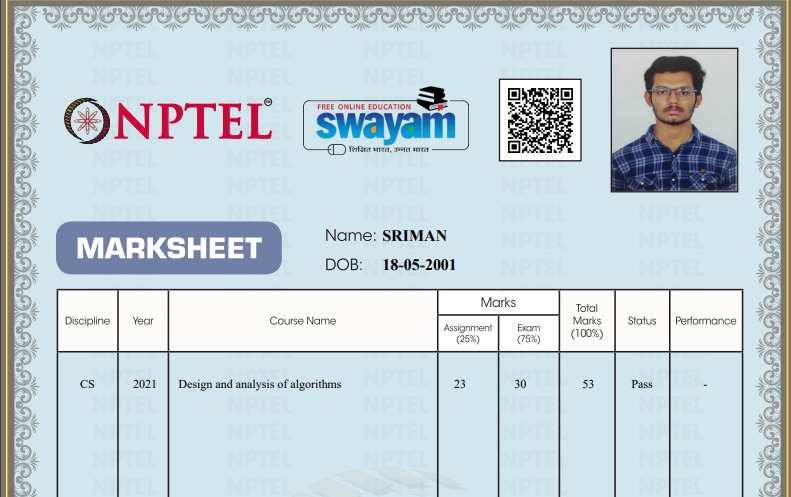 NPTEL
TM
FREE ONLINE EDUCATION
swayam
शिक्षित भारत, उन्नत भारत
MARKSHEET
Name: SRIMAN
DOB: 18-05-2001
Discipline Year Course Name Marks Assignment (25%) Exam (75%) Total Marks (100%) Status Performance
CS 2021 Design and analysis of algorithms 23 30 53 Pass -